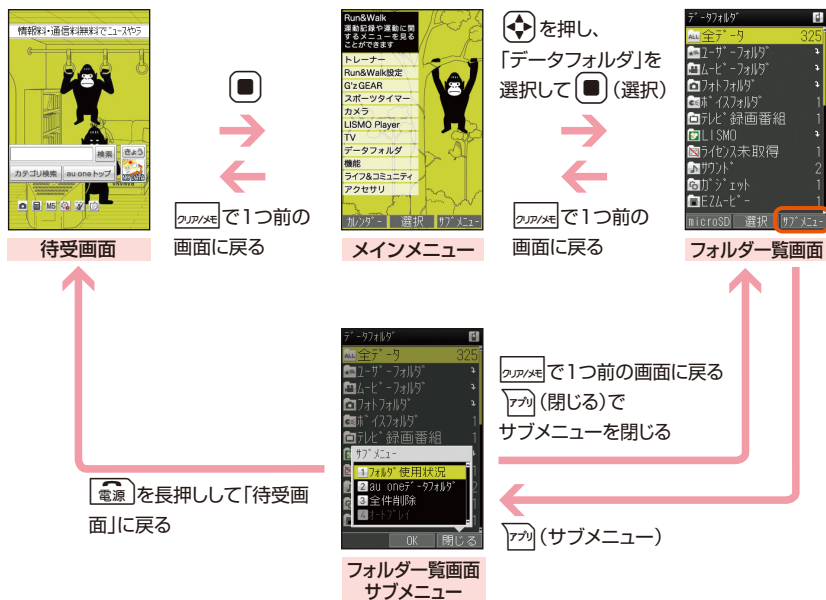 情報料・通信料無料でニュースやら
検索
きょう
カテゴリ検索
au oneトップ
待受画面
クリア/メモで1つ前の
画面に戻る
Run&Walk
運動記録や運動に関
するメニューを見る
ことができます
トレーナー
Run&Walk設定
G'zGEAR
スポーツタイマー
カメラ
LISMO Player
TV
データフォルダ
機能
ライフ&コミュニティ
アクセサリ
カレンダー 選択 サブメニュー
メインメニュー
を押し、
「データフォルダ」を
選択して (選択)
クリア/メモで1つ前の
画面に戻る
データフォルダ
ALL 全データ 325
ユーザーフォルダ
ムービーフォルダ
フォトフォルダ
ボイスフォルダ 1
テレビ録画番組 1
LISMO
ライセンス未取得 1
サウンド 2
ガジェット 1
EZムービー 1
microSD 選択 サブメニュー
フォルダ一覧画面
電源を長押しして「待受画
面」に戻る
データフォルダ
ALL 全データ 325
ユーザーフォルダ
ムービーフォルダ
フォトフォルダ
ボイスフォルダ 1
テレビ録画番組 1
サブメニュー
1 フォルダ使用状況
2 au oneデータフォルダ
3 全件削除
4 オートプレイ
OK 閉じる
フォルダ一覧画面
サブメニュー
クリア/メモで1つ前の画面に戻る
アプリ(閉じる)で
サブメニューを閉じる
アプリ(サブメニュー)